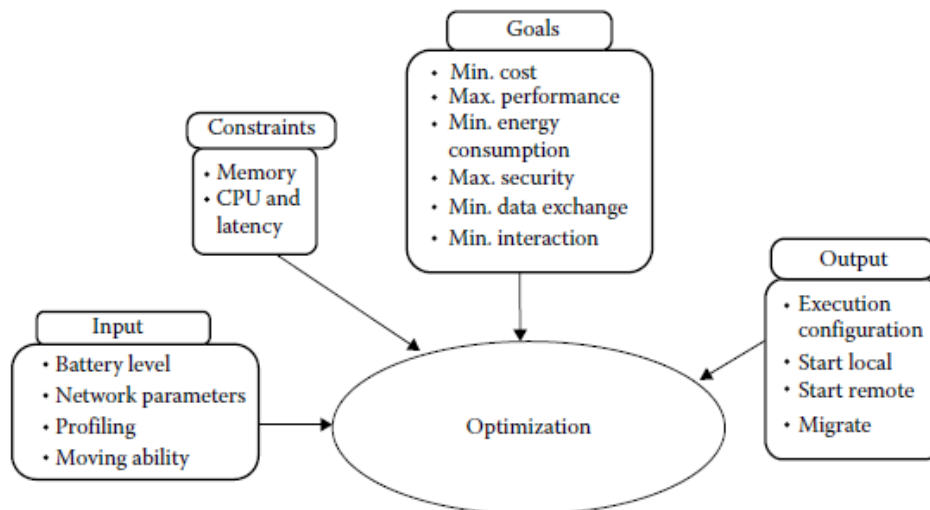 Goals
• Min. cost
• Max. performance
• Min. energy
consumption
• Max. security
• Min. data exchange
• Min. interaction
Constraints
• Memory
• CPU and
latency
Output
• Execution
configuration
• Start local
• Start remote
• Migrate
Input
• Battery level
• Network parameters
• Profiling
• Moving ability
Optimization